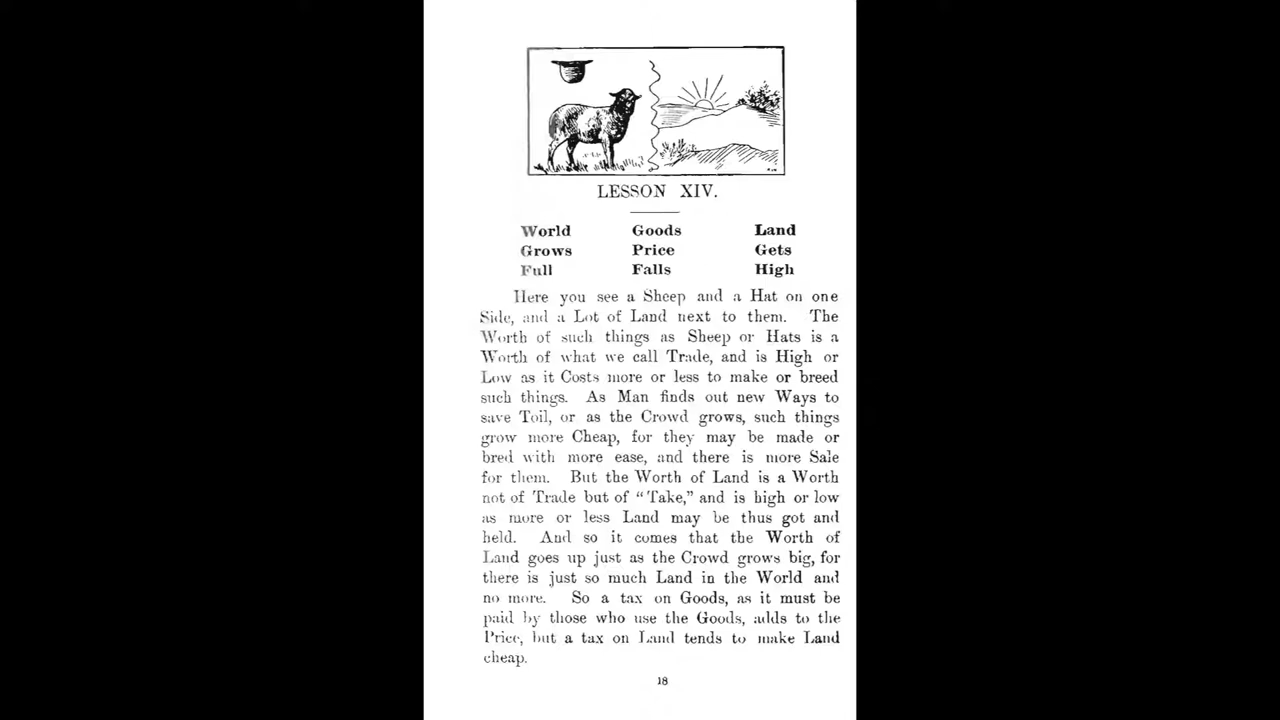 LESSON XIV.
World Goods Land
Grows Price Gets
Full Falls High
Here you see a Sheep and a Hat on one
Side, and a Lot of Land next to them. The
Worth of such things as Sheep or Hats is a
Worth of what we call Trade, and is High or
Low as it Costs more or less to make or breed
such things. As Man finds out new Ways to
save Toil, or as the Crowd grows, such things
grow more Cheap, for they may be made or
bred with more ease, and there is more Sale
for them. But the Worth of Land is a Worth
not of Trade but of "Take," and is high or low
as more or less Land may be thus got and
held. And so it comes that the Worth of
Land goes up just as the Crowd grows big, for
there is just so much Land in the World and
no more. So a tax on Goods, as it must be
paid by those who use the Goods, adds to the
Price, but a tax on Land tends to make Land
cheap.
18